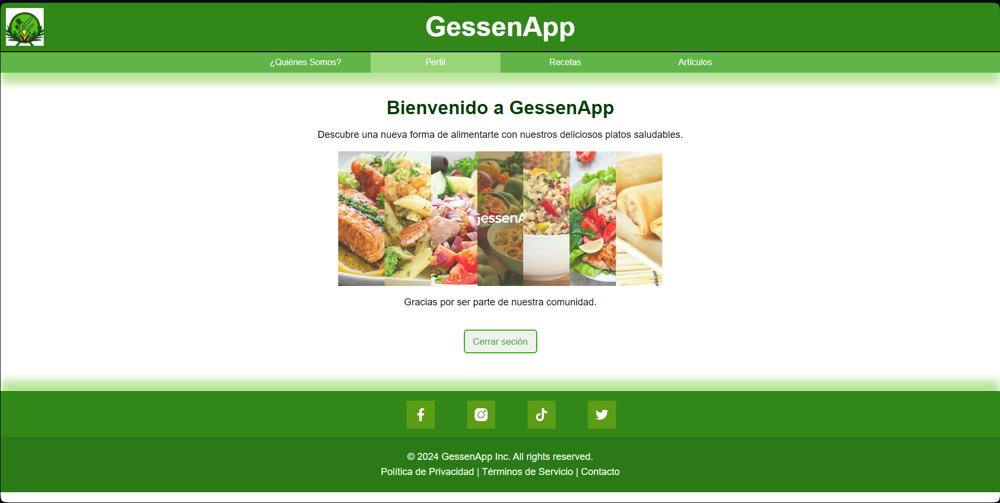 GessenApp
¿Quiénes Somos? Perfil Recetas Artículos
Bienvenido a GessenApp
Descubre una nueva forma de alimentarte con nuestros deliciosos platos saludables.
GessenA
Gracias por ser parte de nuestra comunidad.
Cerrar seción
© 2024 GessenApp Inc. All rights reserved.
Política de Privacidad | Términos de Servicio | Contacto